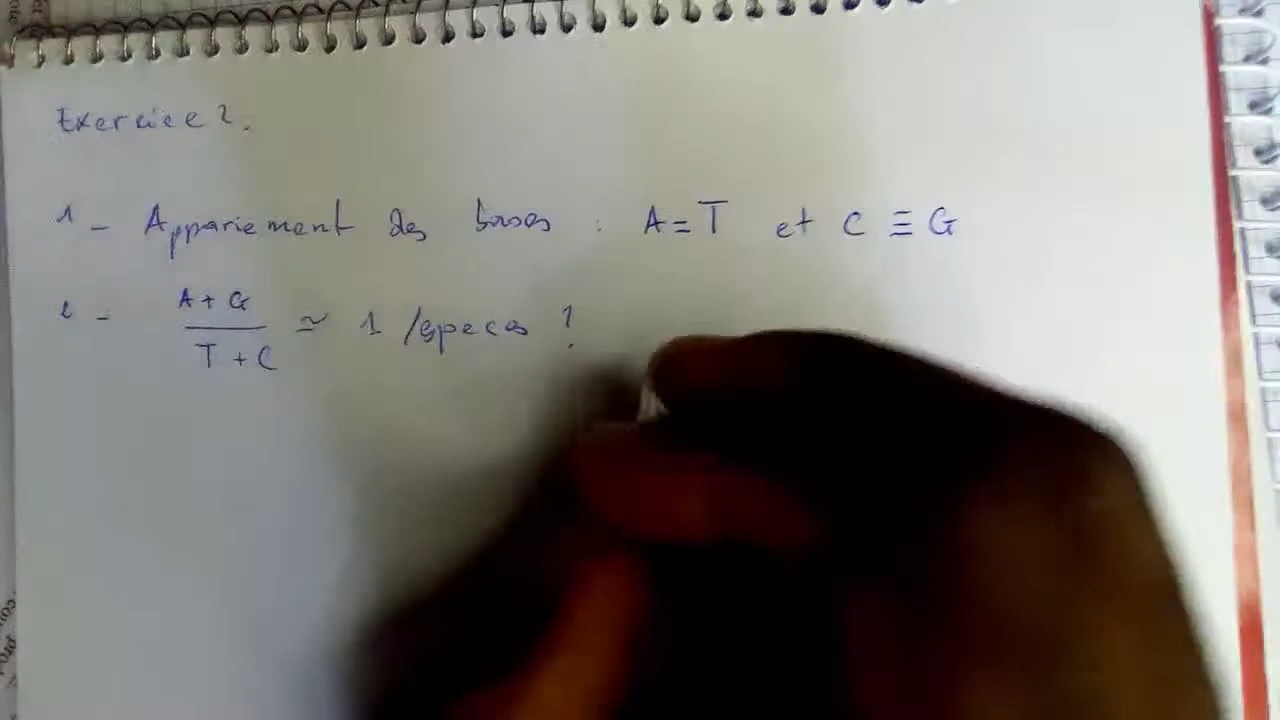 Exercice 2.
1 - Appariement des bases : A=T et C ≡ G
2 - A + G / T + C ≃ 1 /espèces ?